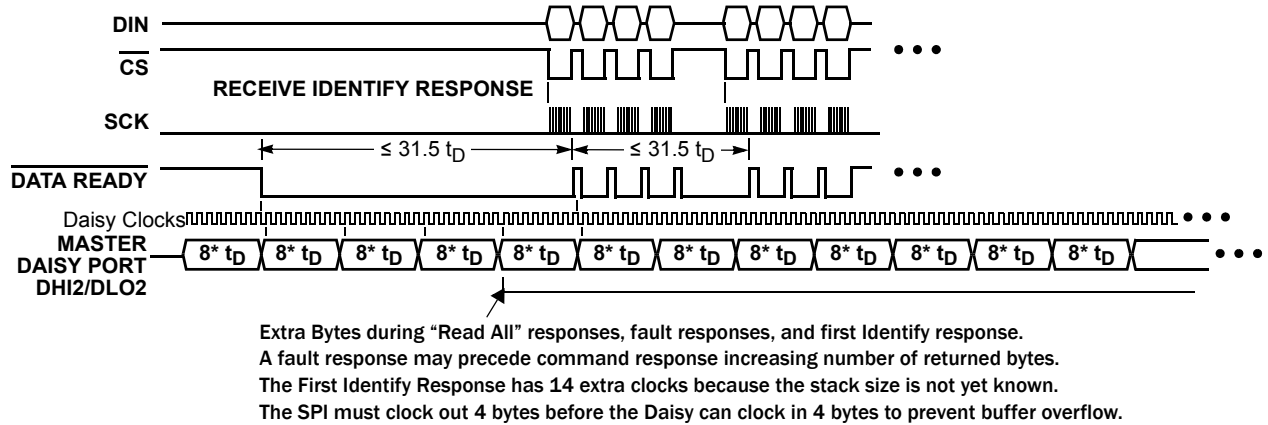 DIN
CS
RECEIVE IDENTIFY RESPONSE
SCK
≤ 31.5 tD ≤ 31.5 tD
DATA READY
Daisy Clocks
MASTER
DAISY PORT
DHI2/DLO2
8* tD 8* tD 8* tD 8* tD 8* tD 8* tD 8* tD 8* tD 8* tD 8* tD 8* tD 8* tD
Extra Bytes during “Read All” responses, fault responses, and first Identify response.
A fault response may precede command response increasing number of returned bytes.
The First Identify Response has 14 extra clocks because the stack size is not yet known.
The SPI must clock out 4 bytes before the Daisy can clock in 4 bytes to prevent buffer overflow.